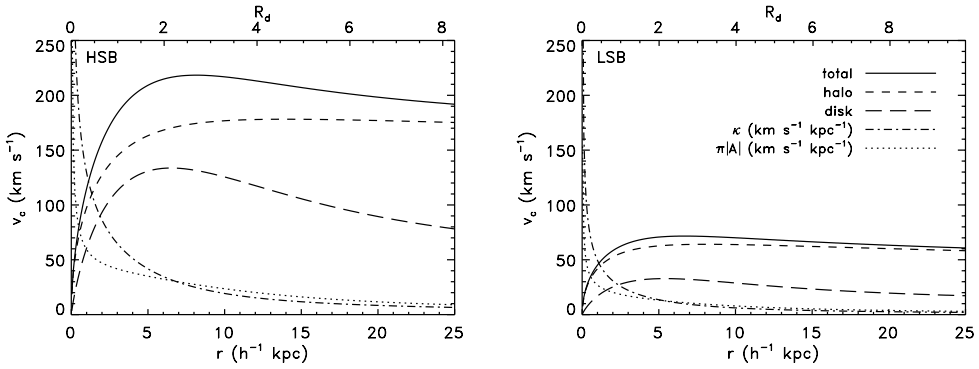 R_d
0 2 4 6 8
HSB
250
200
150
100
50
0
v_c (km s⁻¹)
0 5 10 15 20 25
r (h⁻¹ kpc)
R_d
0 2 4 6 8
LSB
total
halo
disk
κ (km s⁻¹ kpc⁻¹)
π|A| (km s⁻¹ kpc⁻¹)
250
200
150
100
50
0
v_c (km s⁻¹)
0 5 10 15 20 25
r (h⁻¹ kpc)